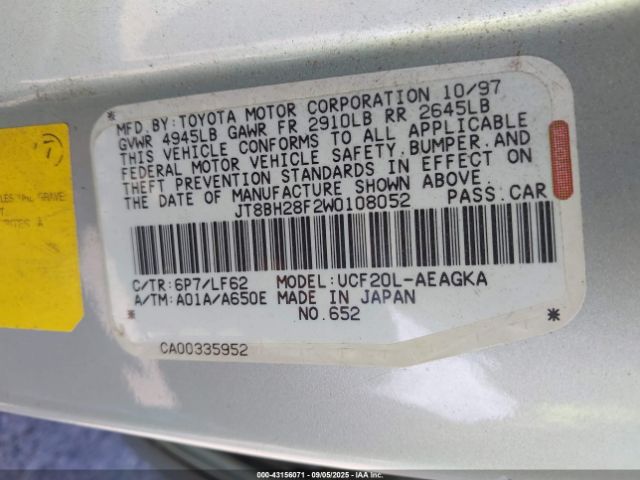 MFD.BY:TOYOTA MOTOR CORPORATION 10/97
GVWR 4945LB GAWR FR 2910LB RR 2645LB
THIS VEHICLE CONFORMS TO ALL APPLICABLE
FEDERAL MOTOR VEHICLE SAFETY,BUMPER,AND
THEFT PREVENTION STANDARDS IN EFFECT ON
THE DATE OF MANUFACTURE SHOWN ABOVE.
JT8BH28F2W0108052 PASS.CAR
C/TR:6P7/LF62 MODEL:UCF20L-AEAGKA
A/TM:A01A/A650E MADE IN JAPAN
* NO.652 *
CA00335952
000-43156071 - 09/05/2025 - IAAI.COM